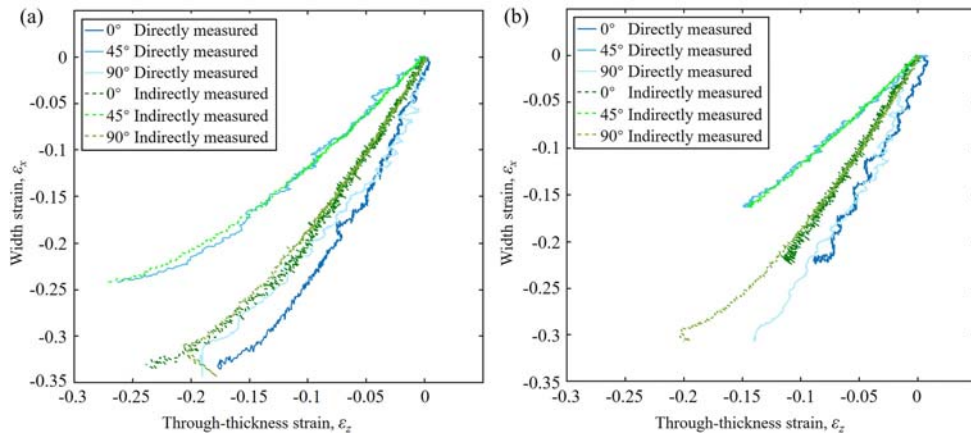 (a)
0° Directly measured
45° Directly measured
90° Directly measured
0° Indirectly measured
45° Indirectly measured
90° Indirectly measured
0
-0.05
-0.1
-0.15
-0.2
-0.25
-0.3
-0.35
Width strain, εx
-0.3 -0.25 -0.2 -0.15 -0.1 -0.05 0
Through-thickness strain, εz
(b)
0° Directly measured
45° Directly measured
90° Directly measured
0° Indirectly measured
45° Indirectly measured
90° Indirectly measured
0
-0.05
-0.1
-0.15
-0.2
-0.25
-0.3
-0.35
Width strain, εx
-0.3 -0.25 -0.2 -0.15 -0.1 -0.05 0
Through-thickness strain, εz